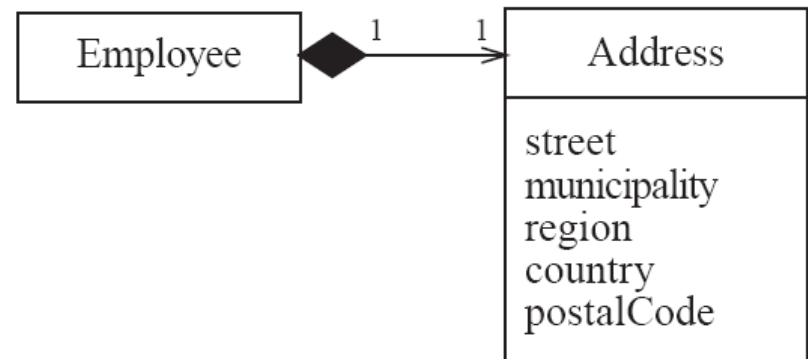 Employee
1
1
Address
street
municipality
region
country
postalCode